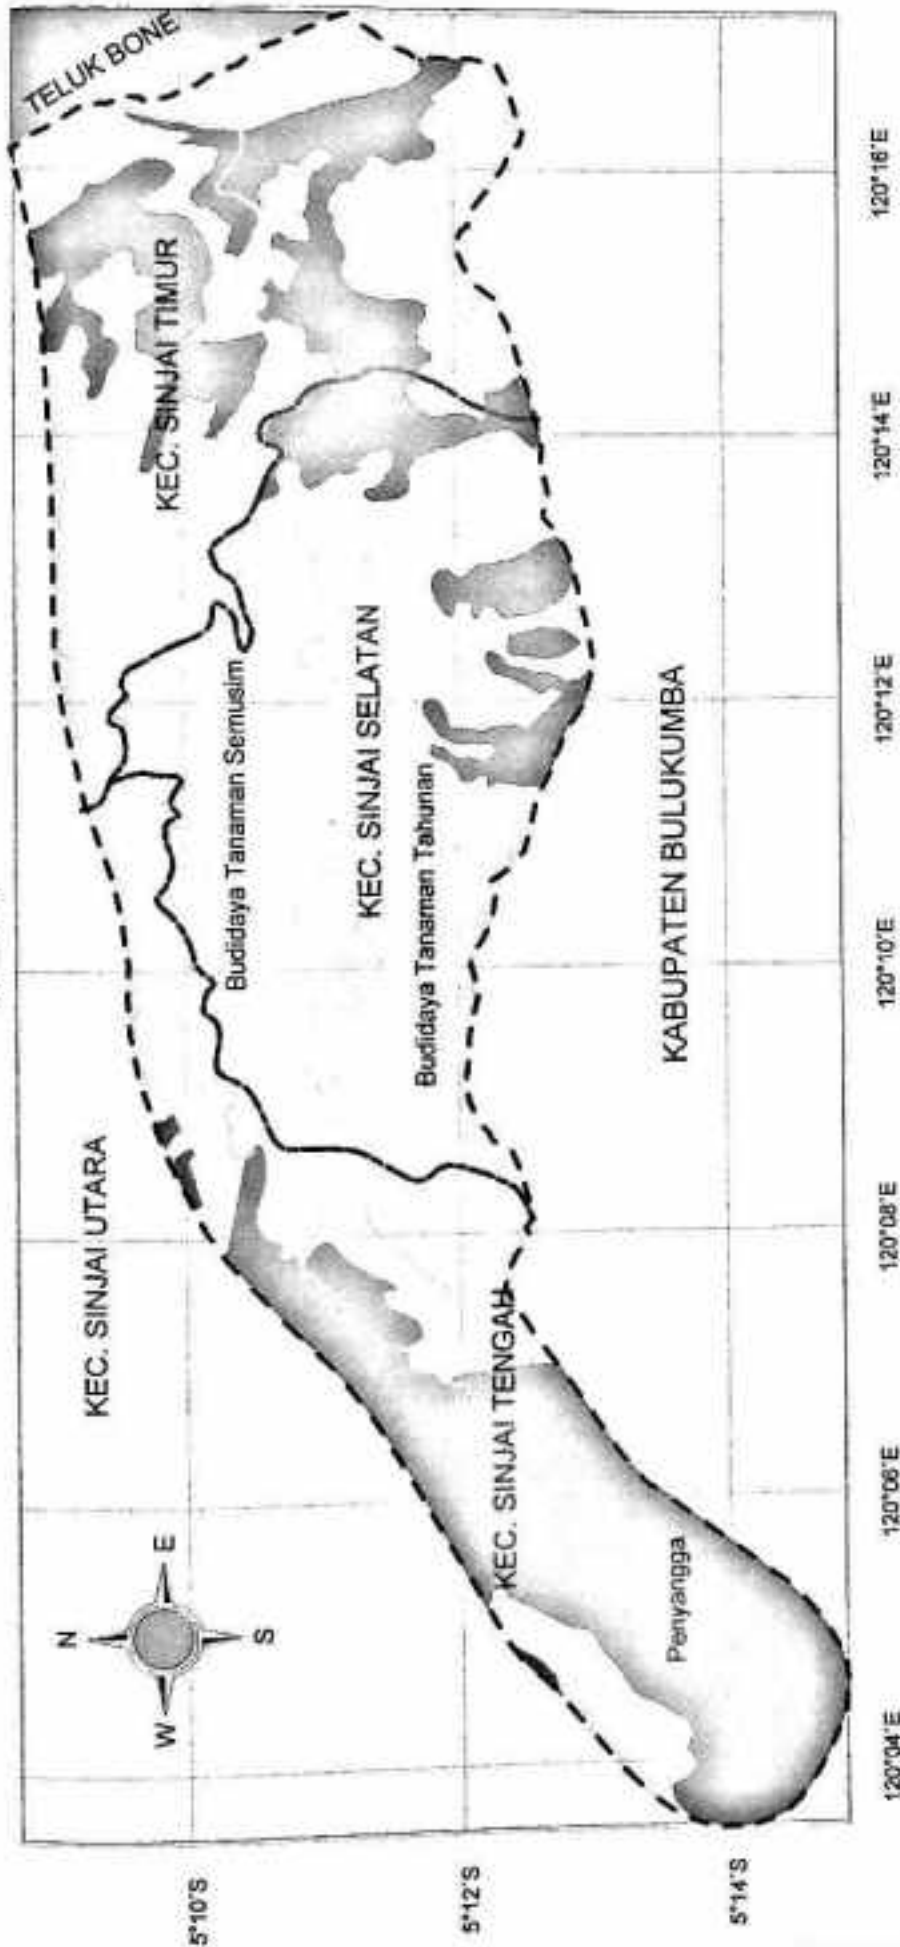 TELUK BONE
KEC. SINJAI TIMUR
KEC. SINJAI UTARA
Budidaya Tanaman Semusim
KEC. SINJAI SELATAN
Budidaya Tanaman Tahunan
KEC. SINJAI TENGAH
Penyangga
KABUPATEN BULUKUMBA
N
W
E
S
5°10'S
5°12'S
5°14'S
120°04'E
120°06'E
120°08'E
120°10'E
120°12'E
120°14'E
120°16'E